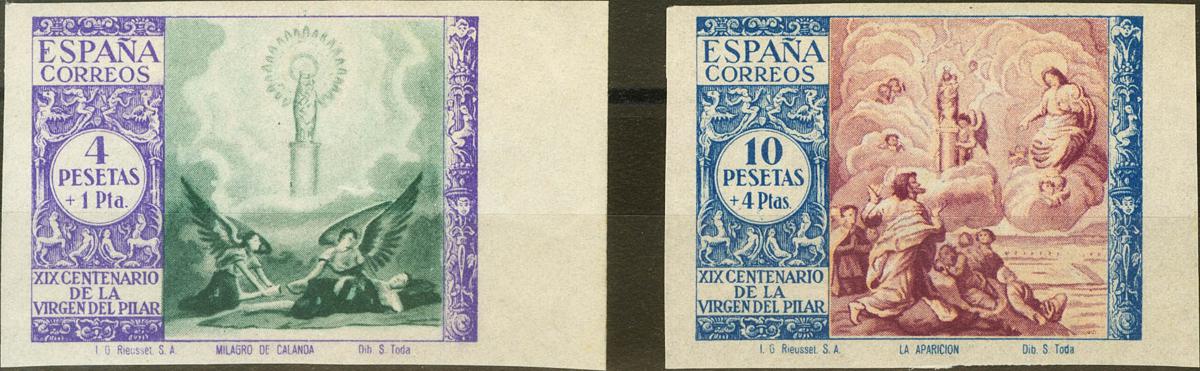 ESPAÑA
CORREOS
4
PESETAS
+ 1 Pta.
XIX CENTENARIO
DE LA
VIRGEN DEL PILAR
I. G. Rieusset. S. A. MILAGRO DE CALANDA Dib. S. Toda
ESPAÑA
CORREOS
10
PESETAS
+ 4 Ptas.
XIX CENTENARIO
DE LA
VIRGEN DEL PILAR
I. G. Rieusset. S. A. LA APARICION Dib. S. Toda